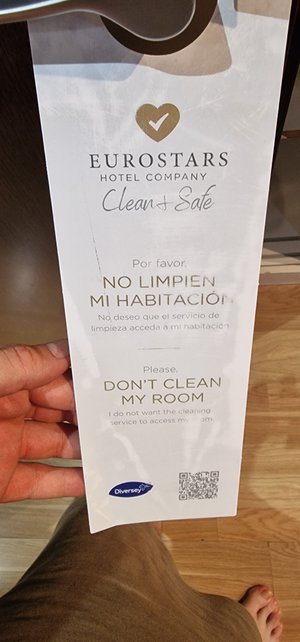 EUROSTARS
HOTEL COMPANY
Clean + Safe
Por favor,
NO LIMPIEN
MI HABITACIÓN
No deseo que el servicio de
limpieza acceda a mi habitación
Please,
DON'T CLEAN
MY ROOM
I do not want the cleaning
service to access my room.
Diversey